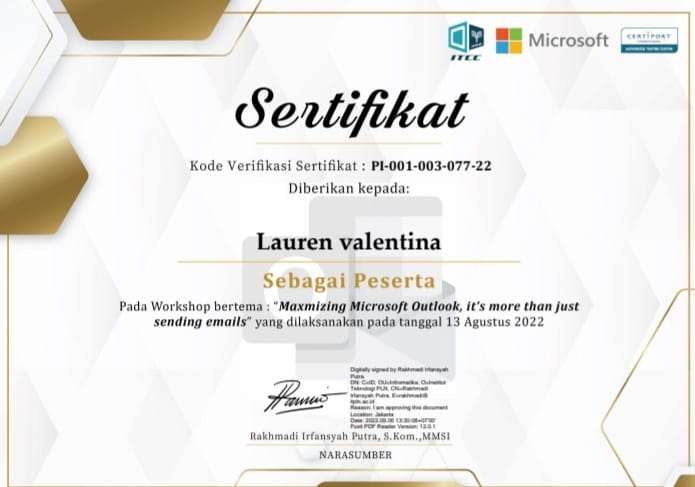 ITCC
Microsoft
CERTIPORT
Sertifikat
Kode Verifikasi Sertifikat : PI-001-003-077-22
Diberikan kepada:
Lauren valentina
Sebagai Peserta
Pada Workshop bertema : “Maxmizing Microsoft Outlook, it’s more than just
sending emails” yang dilaksanakan pada tanggal 13 Agustus 2022
Digitally signed by Rakhmadi Irfansyah
Putra
DN: C=ID, OU=Informatika, O=Institut
Teknologi PLN, CN=Rakhmadi
Irfansyah Putra, E=rakhmadi@
itpln.ac.id
Reason: I am approving this document
Location: Jakarta
Date: 2022.09.06 13:30:08+07'00'
Foxit PDF Reader Version: 12.0.1
Rakhmadi Irfansyah Putra, S.Kom.,MMSI
NARASUMBER